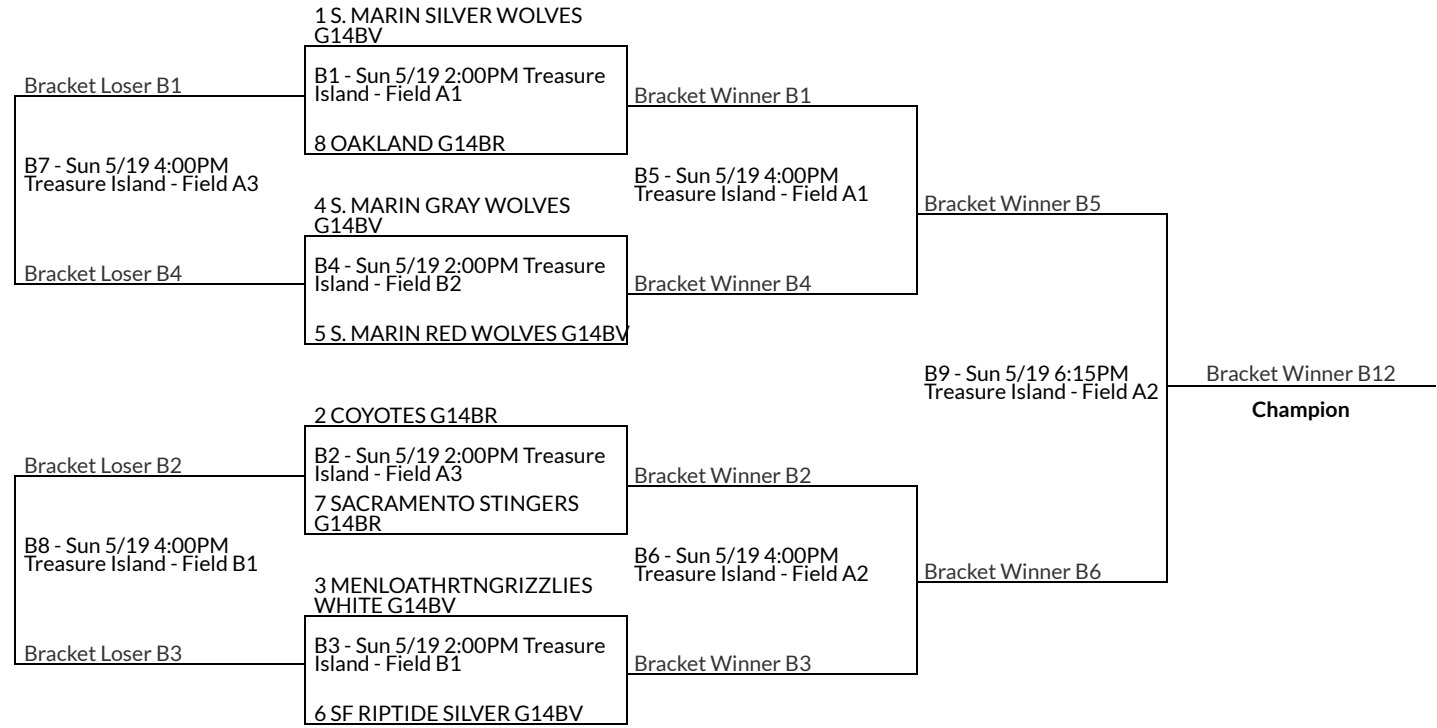 1 S. MARIN SILVER WOLVES
G14BV
Bracket Loser B1
B1 - Sun 5/19 2:00PM Treasure
Island - Field A1
Bracket Winner B1
8 OAKLAND G14BR
B7 - Sun 5/19 4:00PM
Treasure Island - Field A3
B5 - Sun 5/19 4:00PM
Treasure Island - Field A1
4 S. MARIN GRAY WOLVES
G14BV
Bracket Winner B5
Bracket Loser B4
B4 - Sun 5/19 2:00PM Treasure
Island - Field B2
Bracket Winner B4
5 S. MARIN RED WOLVES G14BV
B9 - Sun 5/19 6:15PM
Treasure Island - Field A2
Bracket Winner B12
Champion
2 COYOTES G14BR
Bracket Loser B2
B2 - Sun 5/19 2:00PM Treasure
Island - Field A3
Bracket Winner B2
7 SACRAMENTO STINGERS
G14BR
B8 - Sun 5/19 4:00PM
Treasure Island - Field B1
B6 - Sun 5/19 4:00PM
Treasure Island - Field A2
Bracket Winner B6
3 MENLOATHRTNGRIZZLIES
WHITE G14BV
Bracket Loser B3
B3 - Sun 5/19 2:00PM Treasure
Island - Field B1
Bracket Winner B3
6 SF RIPTIDE SILVER G14BV